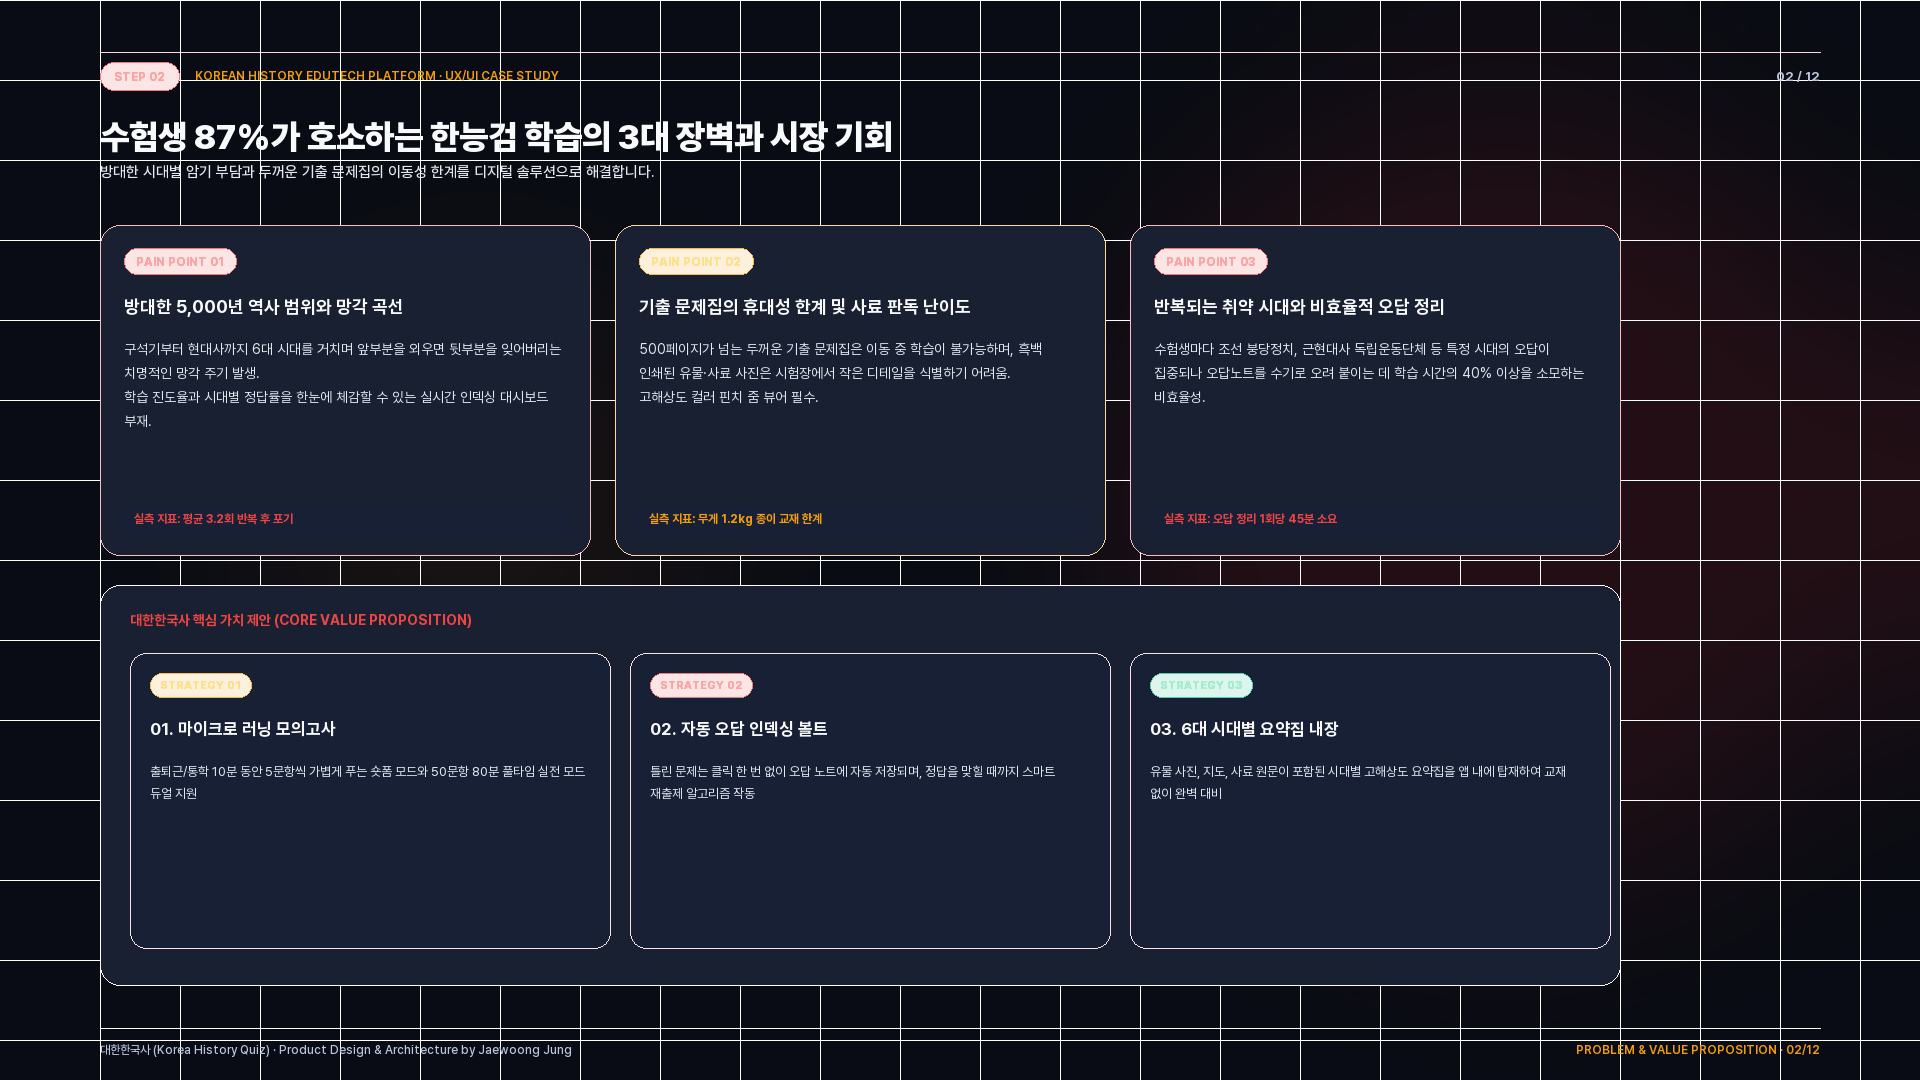 STEP 02
KOREAN HISTORY EDUTECH PLATFORM · UX/UI CASE STUDY
02 / 12
수험생 87%가 호소하는 한능검 학습의 3대 장벽과 시장 기회
방대한 시대별 암기 부담과 두꺼운 기출 문제집의 이동성 한계를 디지털 솔루션으로 해결합니다.
PAIN POINT 01
방대한 5,000년 역사 범위와 망각 곡선
구석기부터 현대사까지 6대 시대를 거치며 앞부분을 외우면 뒷부분을 잊어버리는
치명적인 망각 주기 발생.
학습 진도율과 시대별 정답률을 한눈에 체감할 수 있는 실시간 인덱싱 대시보드
부재.
실측 지표: 평균 3.2회 반복 후 포기
PAIN POINT 02
기출 문제집의 휴대성 한계 및 사료 판독 난이도
500페이지가 넘는 두꺼운 기출 문제집은 이동 중 학습이 불가능하며, 흑백
인쇄된 유물·사료 사진은 시험장에서 작은 디테일을 식별하기 어려움.
고해상도 컬러 핀치 줌 뷰어 필수.
실측 지표: 무게 1.2kg 종이 교재 한계
PAIN POINT 03
반복되는 취약 시대와 비효율적 오답 정리
수험생마다 조선 붕당정치, 근현대사 독립운동단체 등 특정 시대의 오답이
집중되나 오답노트를 수기로 오려 붙이는 데 학습 시간의 40% 이상을 소모하는
비효율성.
실측 지표: 오답 정리 1회당 45분 소요
대한한국사 핵심 가치 제안 (CORE VALUE PROPOSITION)
STRATEGY 01
01. 마이크로 러닝 모의고사
출퇴근/통학 10분 동안 5문항씩 가볍게 푸는 숏폼 모드와 50문항 80분 풀타임 실전 모드
듀얼 지원
STRATEGY 02
02. 자동 오답 인덱싱 볼트
틀린 문제는 클릭 한 번 없이 오답 노트에 자동 저장되며, 정답을 맞힐 때까지 스마트
재출제 알고리즘 작동
STRATEGY 03
03. 6대 시대별 요약집 내장
유물 사진, 지도, 사료 원문이 포함된 시대별 고해상도 요약집을 앱 내에 탑재하여 교재
없이 완벽 대비
대한한국사 (Korea History Quiz) · Product Design & Architecture by Jaewoong Jung
PROBLEM & VALUE PROPOSITION · 02/12